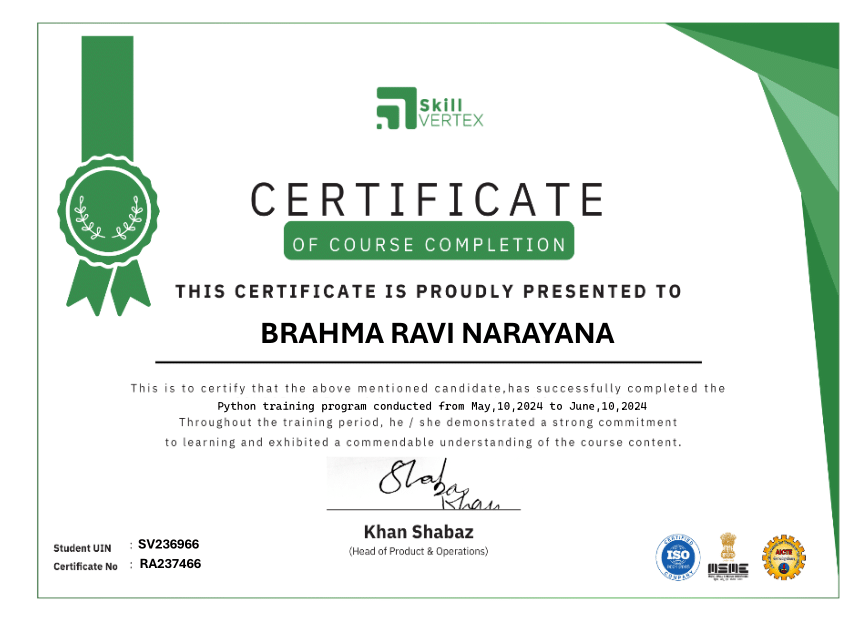 Skill
VERTEX
CERTIFICATE
OF COURSE COMPLETION
THIS CERTIFICATE IS PROUDLY PRESENTED TO
BRAHMA RAVI NARAYANA
This is to certify that the above mentioned candidate,has successfully completed the
Python training program conducted from May,10,2024 to June,10,2024
Throughout the training period, he / she demonstrated a strong commitment
to learning and exhibited a commendable understanding of the course content.
Shabaz
Khan
Khan Shabaz
(Head of Product & Operations)
Student UIN : SV236966
Certificate No : RA237466
CERTIFIED
ISO
COMPANY
MSME
AICTE